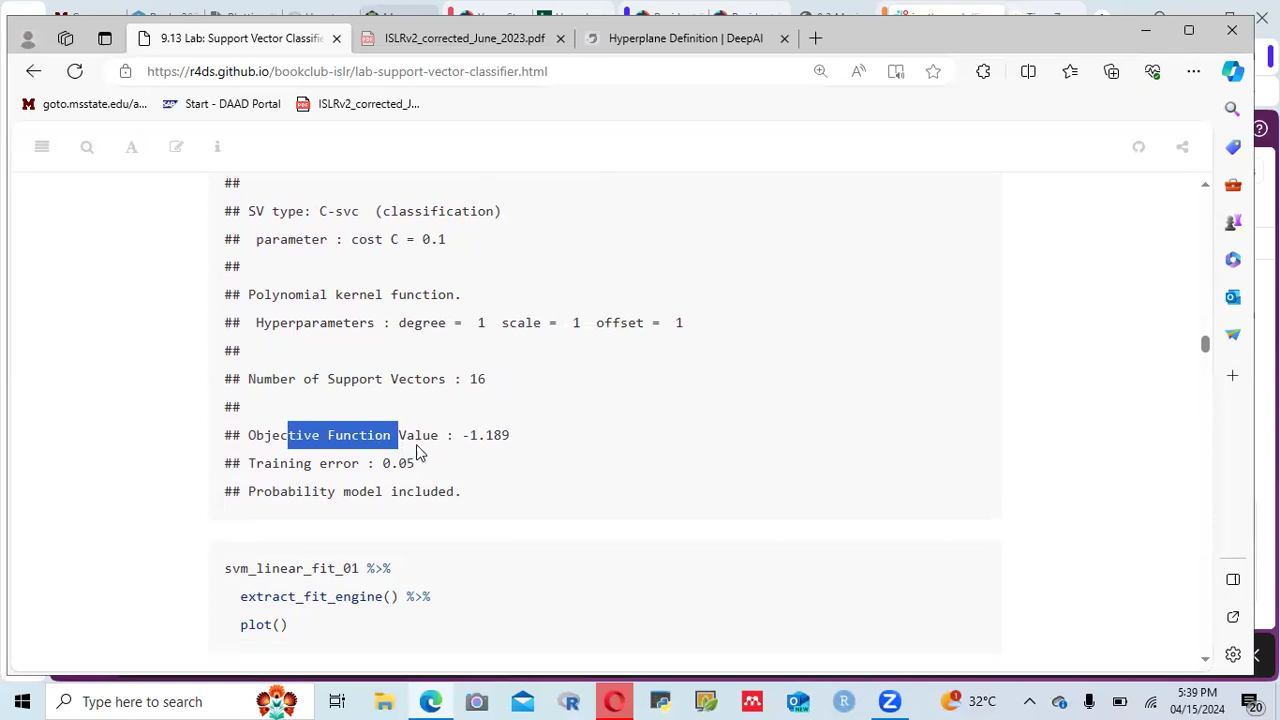 9.13 Lab: Support Vector Classifi
ISLRv2_corrected_June_2023.pdf
Hyperplane Definition | DeepAI
https://r4ds.github.io/bookclub-islr/lab-support-vector-classifier.html
goto.msstate.edu/a...
Start - DAAD Portal
ISLRv2_corrected_J...
##
## SV type: C-svc  (classification)
##  parameter : cost C = 0.1
##
## Polynomial kernel function.
##  Hyperparameters : degree =  1  scale =  1  offset =  1
##
## Number of Support Vectors : 16
##
## Objective Function Value : -1.189
## Training error : 0.05
## Probability model included.
svm_linear_fit_01 %>%
extract_fit_engine() %>%
plot()
Type here to search
32°C
5:39 PM
04/15/2024
20